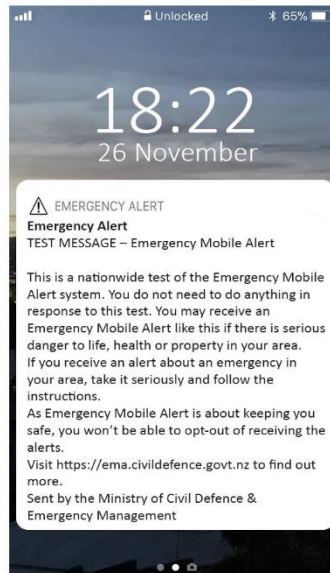 Unlocked
65%
18:22
26 November
EMERGENCY ALERT
Emergency Alert
TEST MESSAGE – Emergency Mobile Alert
This is a nationwide test of the Emergency Mobile
Alert system. You do not need to do anything in
response to this test. You may receive an
Emergency Mobile Alert like this if there is serious
danger to life, health or property in your area.
If you receive an alert about an emergency in
your area, take it seriously and follow the
instructions.
As Emergency Mobile Alert is about keeping you
safe, you won't be able to opt-out of receiving the
alerts.
Visit https://ema.civildefence.govt.nz to find out
more.
Sent by the Ministry of Civil Defence &
Emergency Management